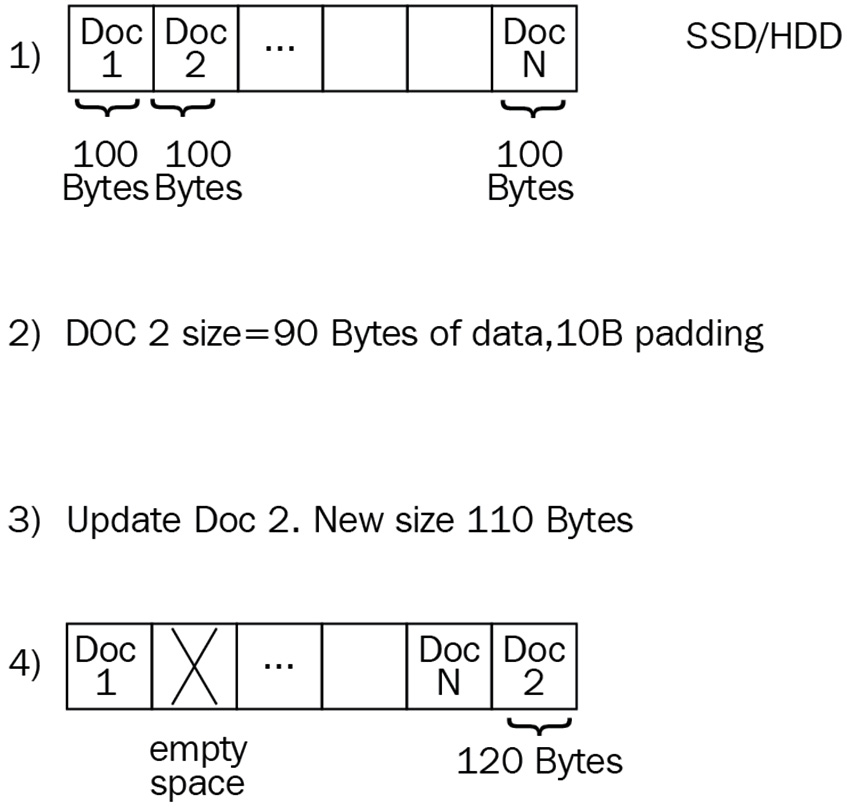 1) Doc 1 Doc 2 ... Doc N SSD/HDD
100 Bytes 100 Bytes 100 Bytes
2) DOC 2 size=90 Bytes of data,10B padding
3) Update Doc 2. New size 110 Bytes
4) Doc 1 ... Doc N Doc 2
empty space 120 Bytes